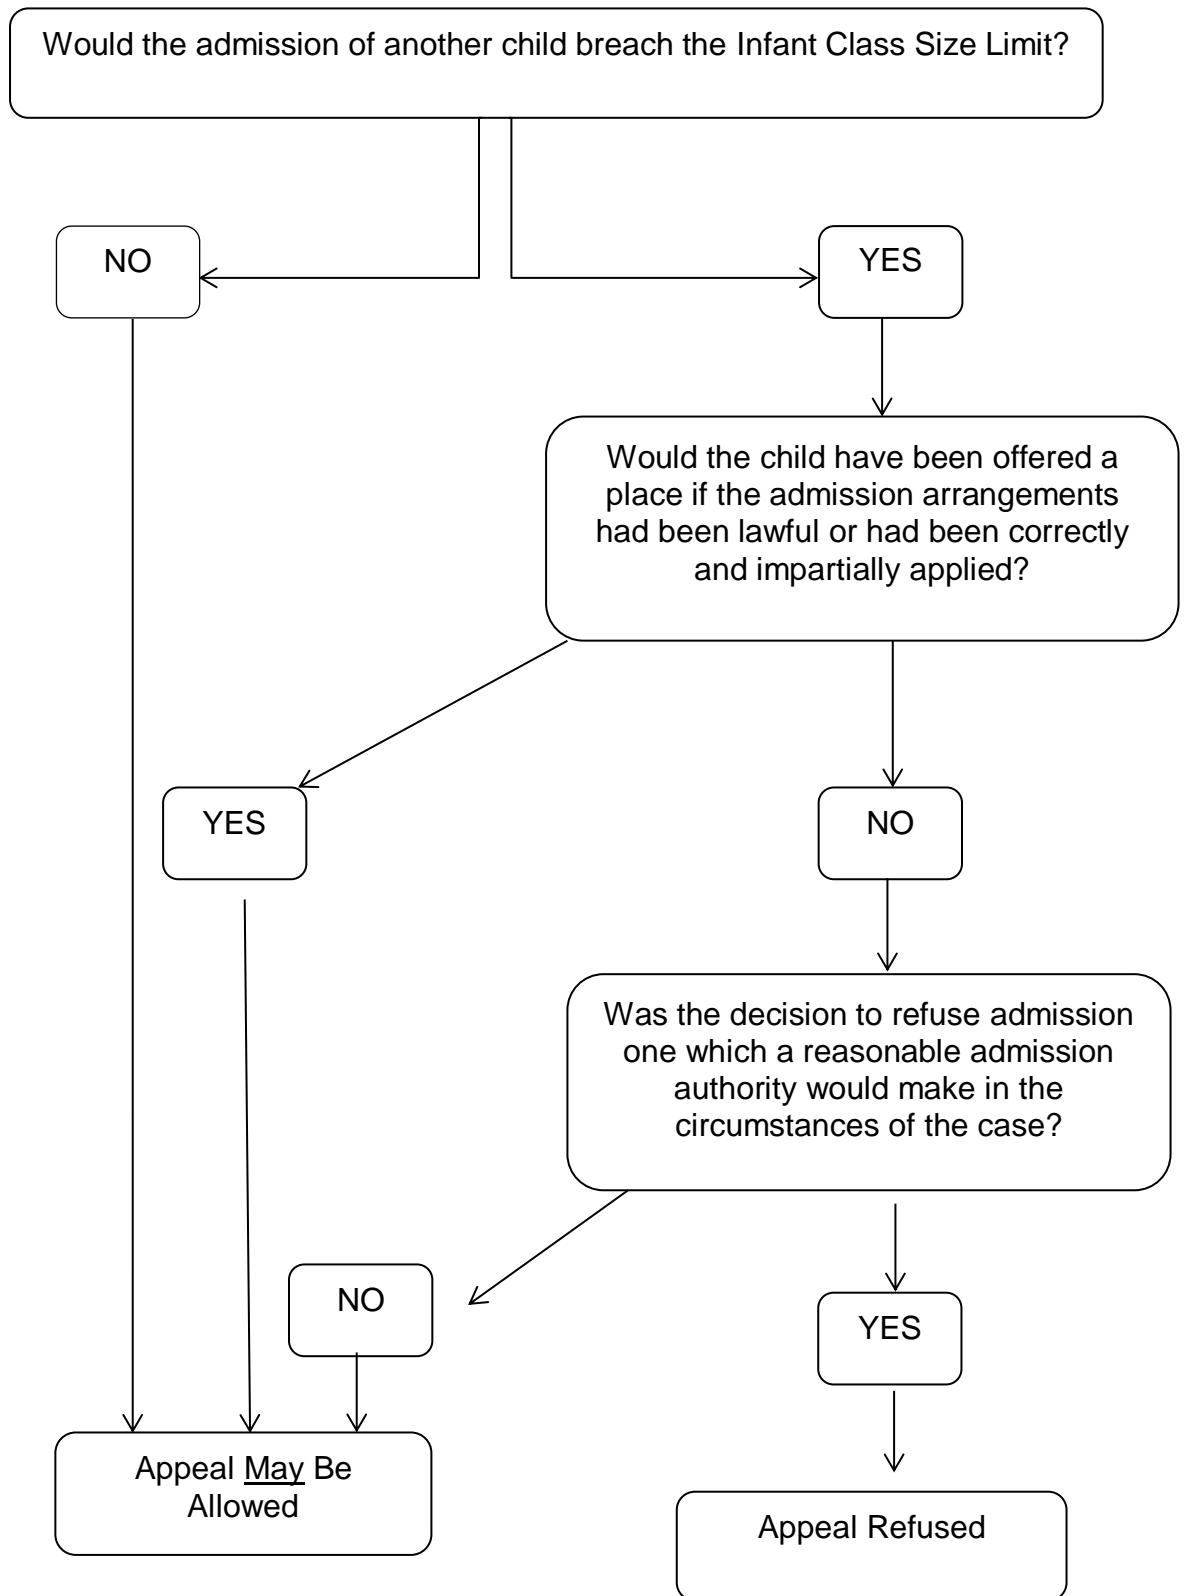 Would the admission of another child breach the Infant Class Size Limit?
NO
YES
Would the child have been offered a
place if the admission arrangements
had been lawful or had been correctly
and impartially applied?
YES
NO
Was the decision to refuse admission
one which a reasonable admission
authority would make in the
circumstances of the case?
NO
YES
Appeal May Be
Allowed
Appeal Refused